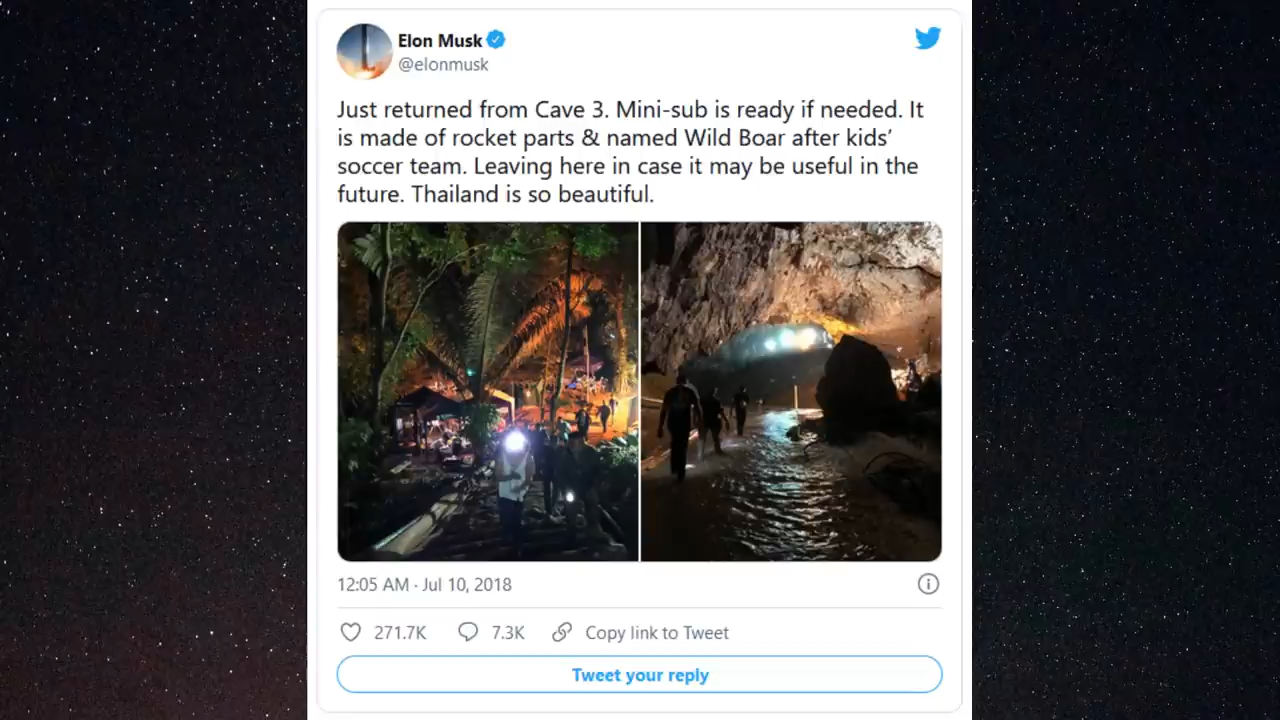 Elon Musk
@elonmusk
Just returned from Cave 3. Mini-sub is ready if needed. It
is made of rocket parts & named Wild Boar after kids’
soccer team. Leaving here in case it may be useful in the
future. Thailand is so beautiful.
12:05 AM · Jul 10, 2018
271.7K 7.3K Copy link to Tweet
Tweet your reply